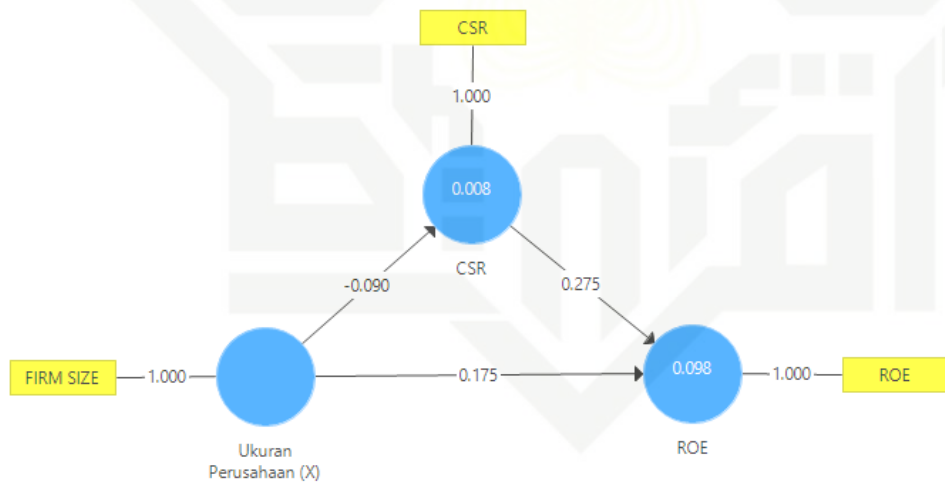 CSR
1.000
0.008
CSR
-0.090
0.275
FIRM SIZE
1.000
0.175
0.098
1.000
ROE
Ukuran
Perusahaan (X)
ROE